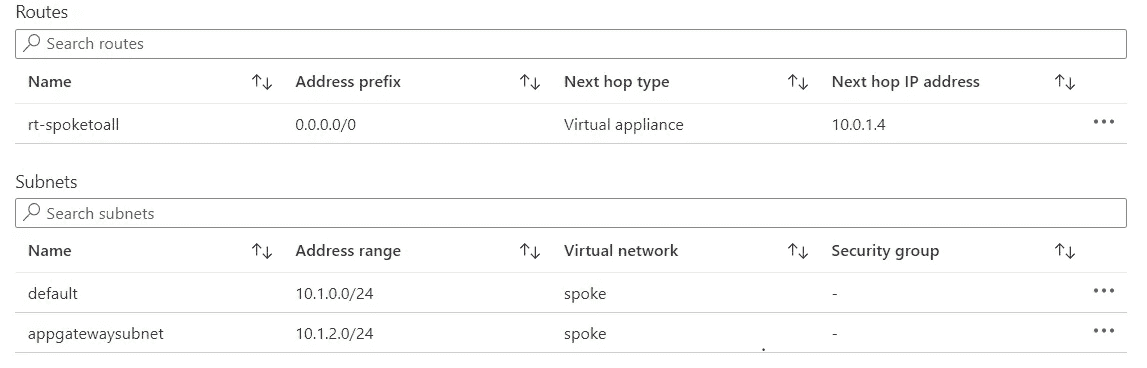 Routes
Search routes
Name Address prefix Next hop type Next hop IP address
rt-spoketoall 0.0.0.0/0 Virtual appliance 10.0.1.4
Subnets
Search subnets
Name Address range Virtual network Security group
default 10.1.0.0/24 spoke -
appgatewaysubnet 10.1.2.0/24 spoke -